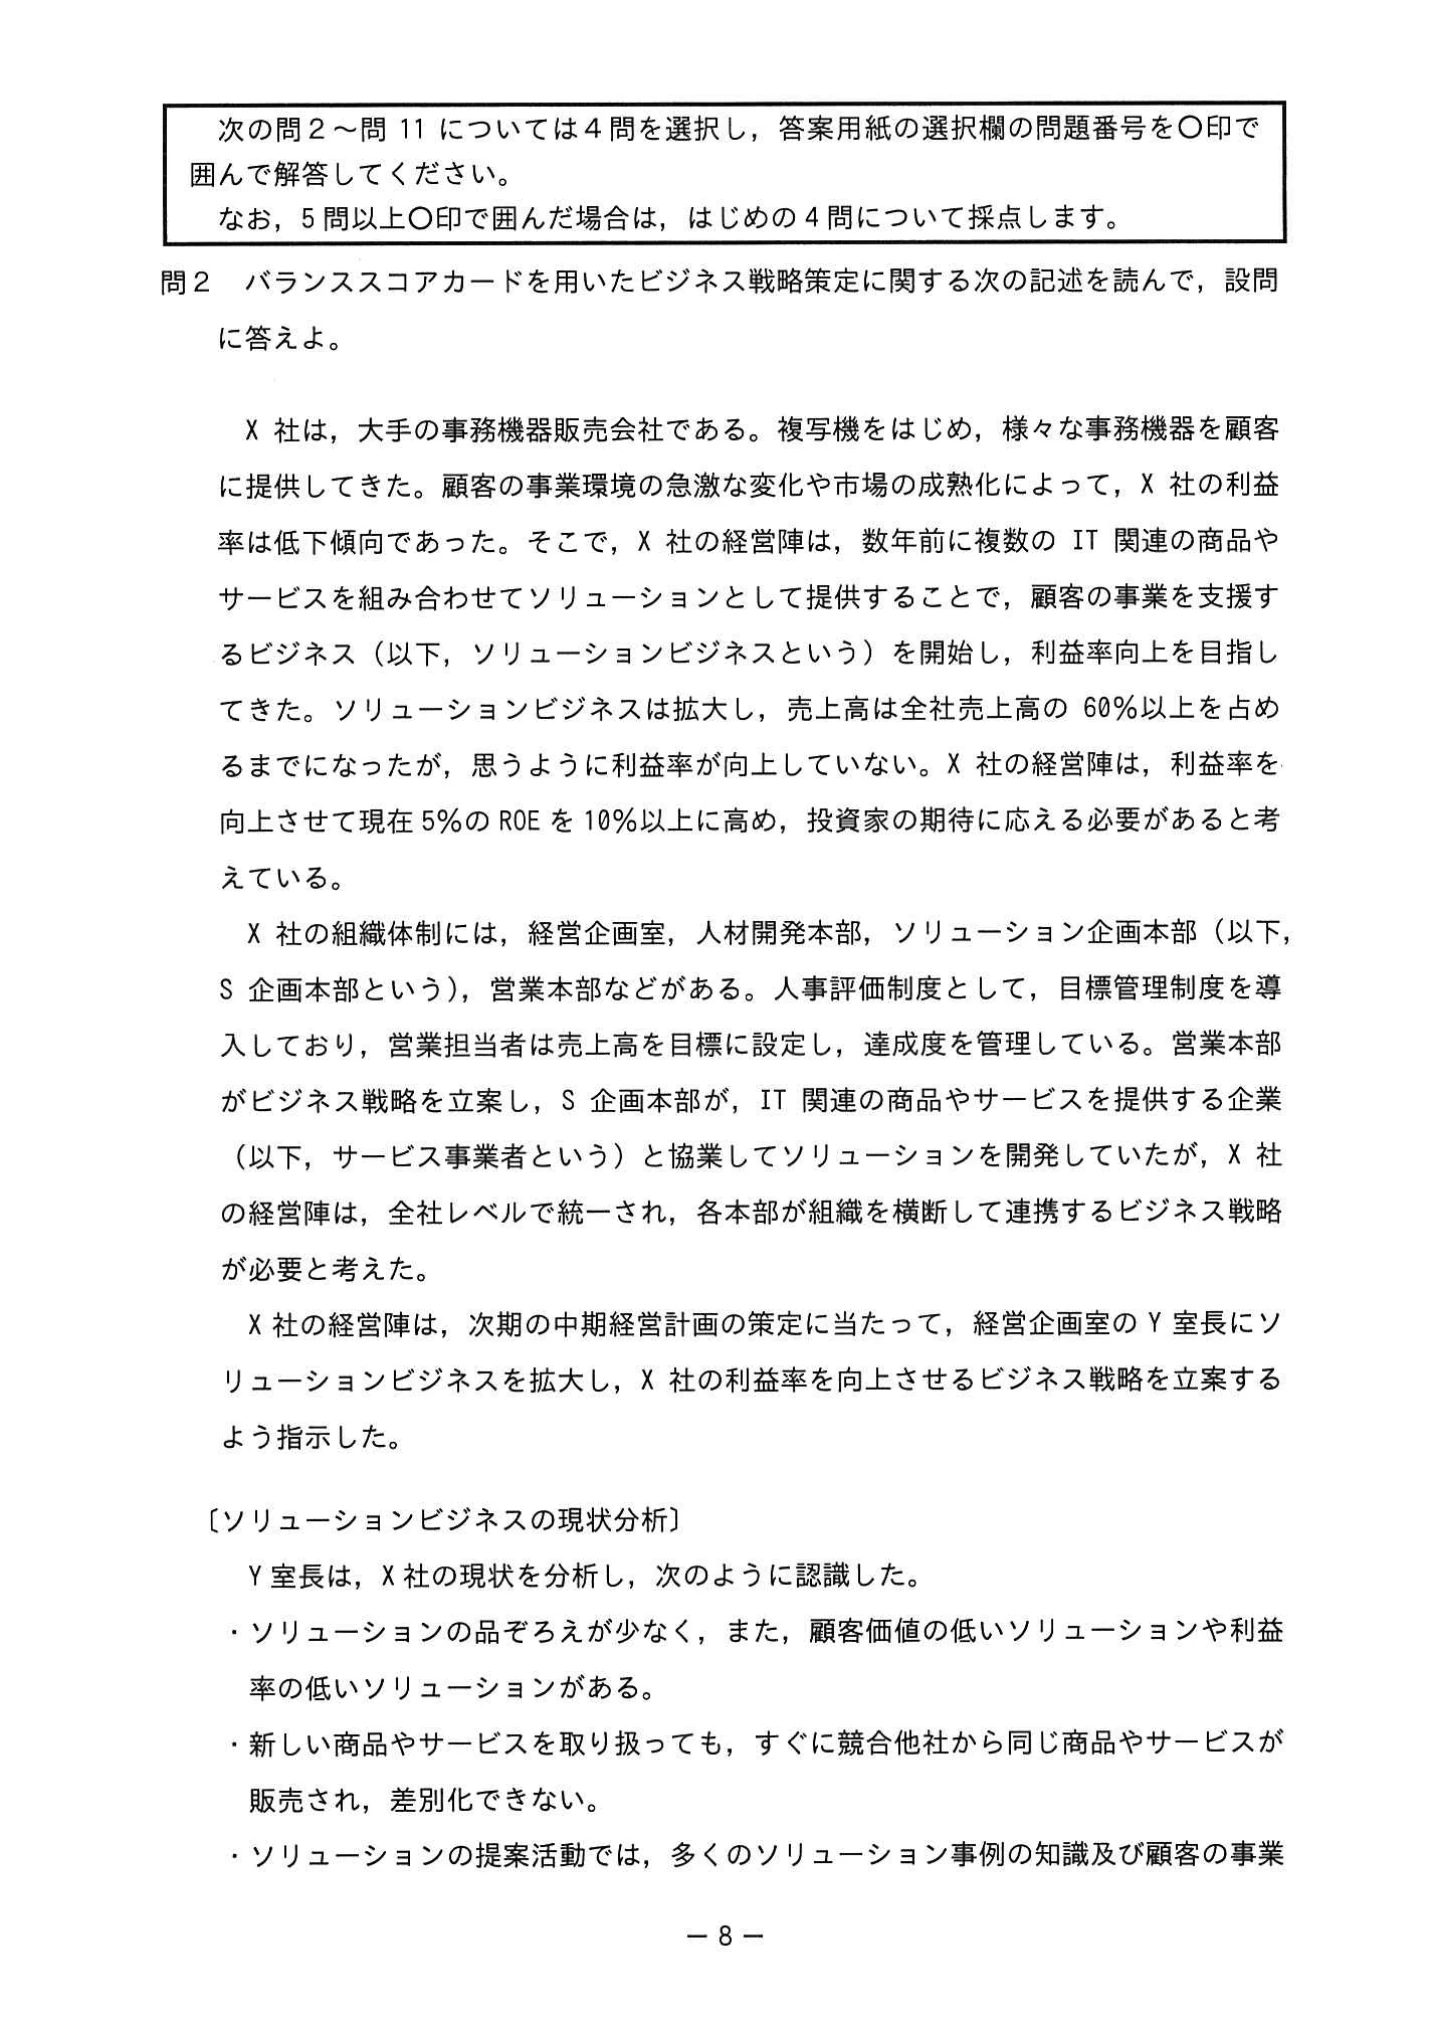 次の問２～問 11 については４問を選択し，答案用紙の選択欄の問題番号を〇印で
囲んで解答してください。
なお，5 問以上〇印で囲んだ場合は，はじめの 4 問について採点します。
問２　バランススコアカードを用いたビジネス戦略策定に関する次の記述を読んで，設問
に答えよ。
X 社は，大手の事務機器販売会社である。複写機をはじめ，様々な事務機器を顧客
に提供してきた。顧客の事業環境の急激な変化や市場の成熟化によって，X 社の利益
率は低下傾向であった。そこで，X 社の経営陣は，数年前に複数の IT 関連の商品や
サービスを組み合わせてソリューションとして提供することで，顧客の事業を支援す
るビジネス（以下，ソリューションビジネスという）を開始し，利益率向上を目指し
てきた。ソリューションビジネスは拡大し，売上高は全社売上高の 60％以上を占め
るまでになったが，思うように利益率が向上していない。X 社の経営陣は，利益率を
向上させて現在 5％の ROE を 10％以上に高め，投資家の期待に応える必要があると考
えている。
X 社の組織体制には，経営企画室，人材開発本部，ソリューション企画本部（以下，
S 企画本部という），営業本部などがある。人事評価制度として，目標管理制度を導
入しており，営業担当者は売上高を目標に設定し，達成度を管理している。営業本部
がビジネス戦略を立案し，S 企画本部が，IT 関連の商品やサービスを提供する企業
（以下，サービス事業者という）と協業してソリューションを開発していたが，X 社
の経営陣は，全社レベルで統一され，各本部が組織を横断して連携するビジネス戦略
が必要と考えた。
X 社の経営陣は，次期の中期経営計画の策定に当たって，経営企画室の Y 室長にソ
リューションビジネスを拡大し，X 社の利益率を向上させるビジネス戦略を立案する
よう指示した。
〔ソリューションビジネスの現状分析〕
Y 室長は，X 社の現状を分析し，次のように認識した。
・ソリューションの品ぞろえが少なく，また，顧客価値の低いソリューションや利益
率の低いソリューションがある。
・新しい商品やサービスを取り扱っても，すぐに競合他社から同じ商品やサービスが
販売され，差別化できない。
・ソリューションの提案活動では，多くのソリューション事例の知識及び顧客の事業
－ 8 －